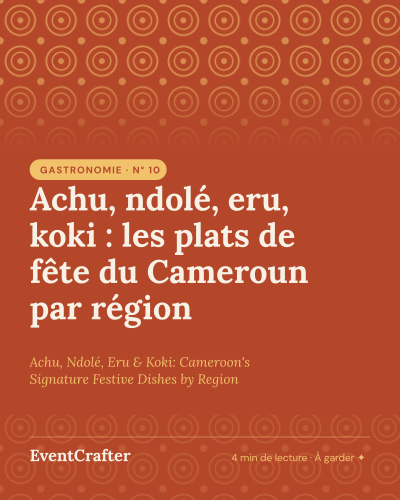 GASTRONOMIE · N° 10
Achu, ndolé, eru,
koki : les plats de
fête du Cameroun
par région
Achu, Ndolé, Eru & Koki: Cameroon's
Signature Festive Dishes by Region
EventCrafter
4 min de lecture · À garder ✦